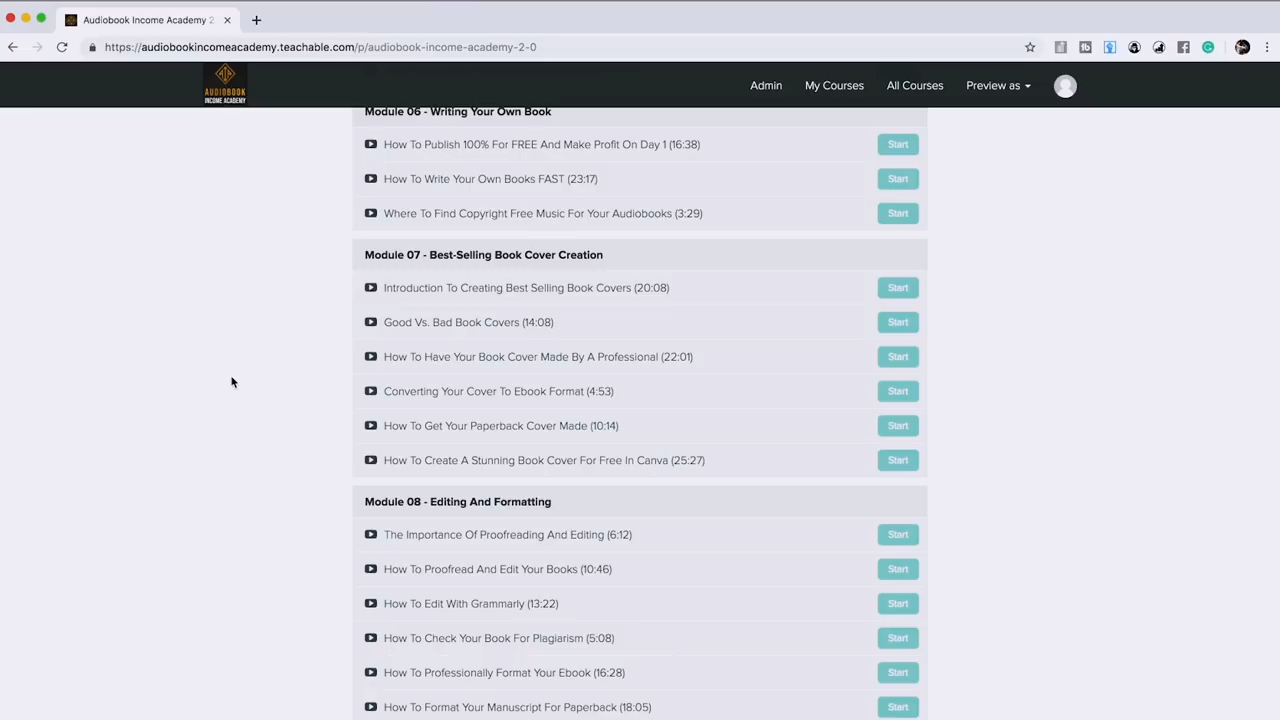 Audiobook Income Academy 2
https://audiobookincomeacademy.teachable.com/p/audiobook-income-academy-2-0
AUDIOBOOK
INCOME ACADEMY
Admin
My Courses
All Courses
Preview as
Module 06 - Writing Your Own Book
How To Publish 100% For FREE And Make Profit On Day 1 (16:38)
Start
How To Write Your Own Books FAST (23:17)
Start
Where To Find Copyright Free Music For Your Audiobooks (3:29)
Start
Module 07 - Best-Selling Book Cover Creation
Introduction To Creating Best Selling Book Covers (20:08)
Start
Good Vs. Bad Book Covers (14:08)
Start
How To Have Your Book Cover Made By A Professional (22:01)
Start
Converting Your Cover To Ebook Format (4:53)
Start
How To Get Your Paperback Cover Made (10:14)
Start
How To Create A Stunning Book Cover For Free In Canva (25:27)
Start
Module 08 - Editing And Formatting
The Importance Of Proofreading And Editing (6:12)
Start
How To Proofread And Edit Your Books (10:46)
Start
How To Edit With Grammarly (13:22)
Start
How To Check Your Book For Plagiarism (5:08)
Start
How To Professionally Format Your Ebook (16:28)
Start
How To Format Your Manuscript For Paperback (18:05)
Start